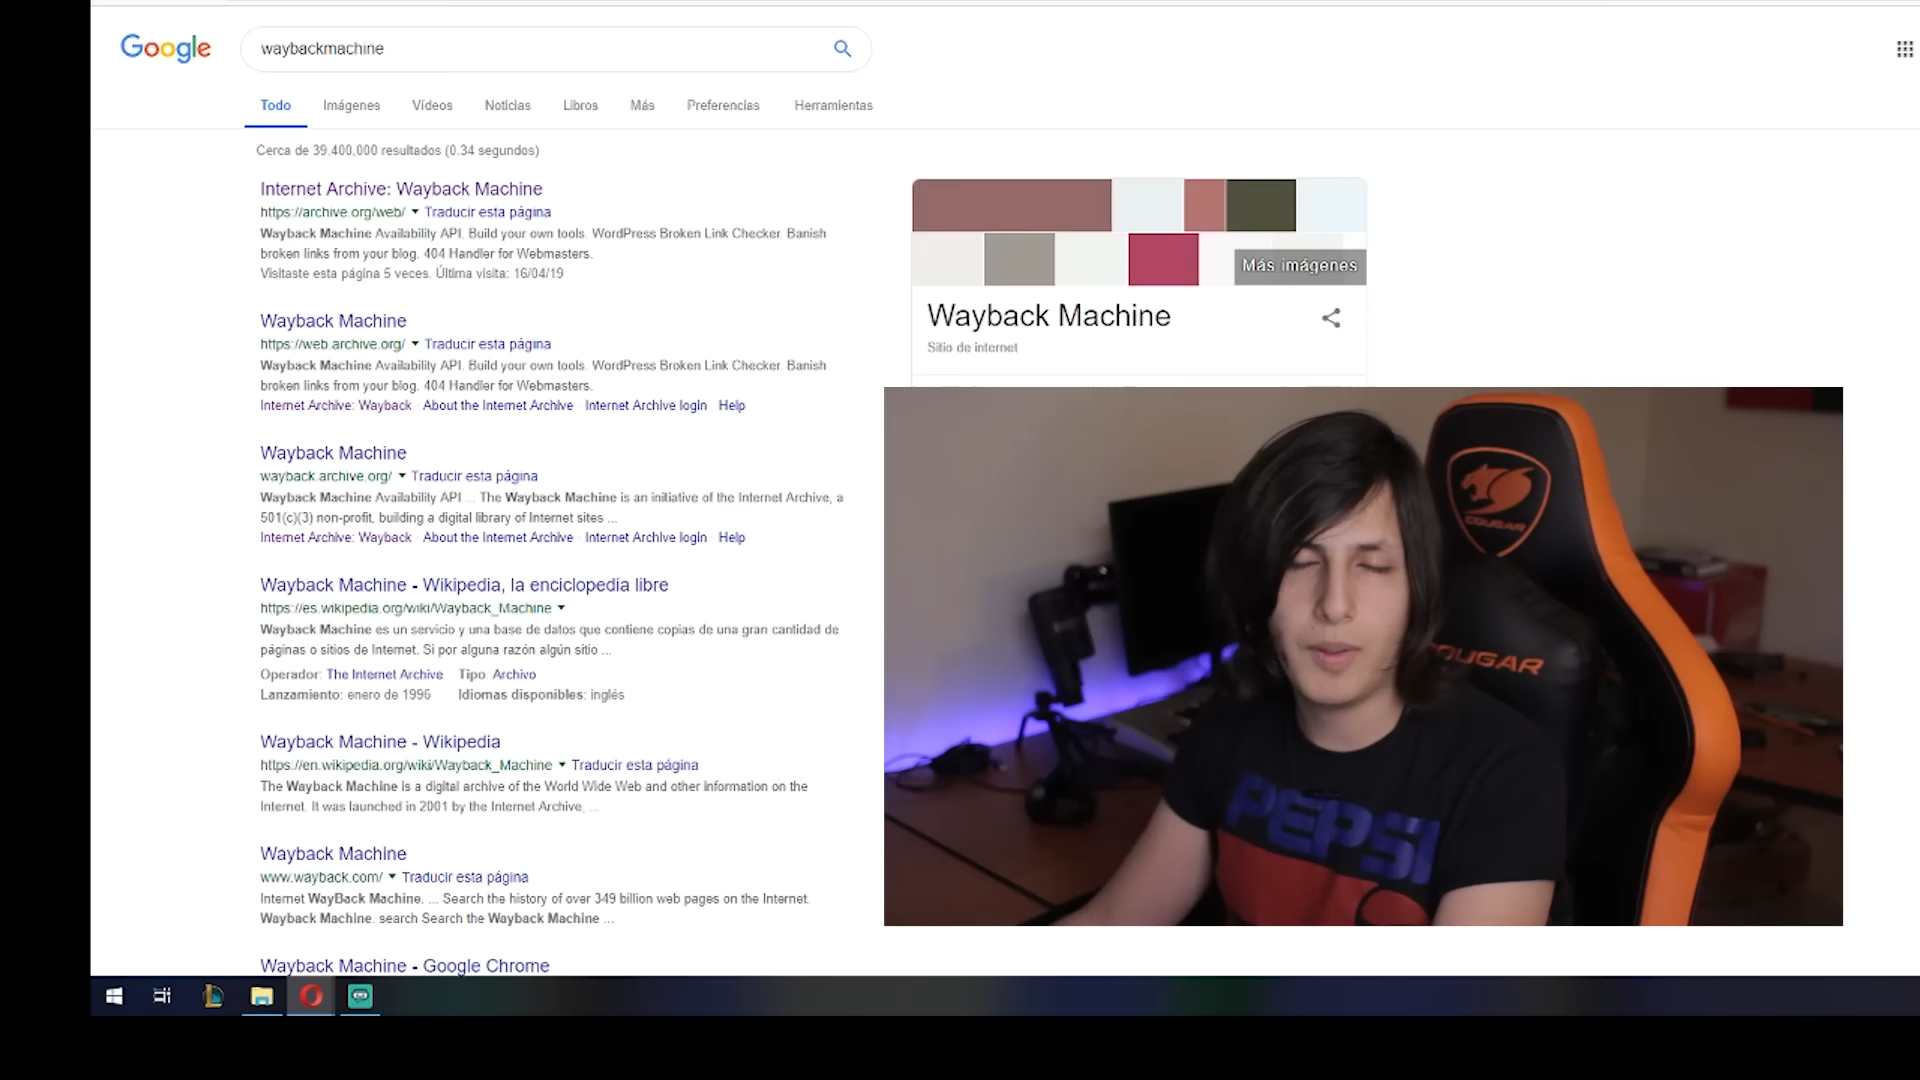 Google
waybackmachine
Todo Imágenes Vídeos Noticias Libros Más Preferencias Herramientas
Cerca de 39,400,000 resultados (0.34 segundos)
Internet Archive: Wayback Machine
https://archive.org/web/ Traducir esta página
Wayback Machine Availability API. Build your own tools. WordPress Broken Link Checker. Banish
broken links from your blog. 404 Handler for Webmasters.
Visitaste esta página 5 veces. Última visita: 16/04/19
Wayback Machine
https://web.archive.org/ Traducir esta página
Wayback Machine Availability API. Build your own tools. WordPress Broken Link Checker. Banish
broken links from your blog. 404 Handler for Webmasters.
Internet Archive: Wayback · About the Internet Archive · Internet Archive login · Help
Wayback Machine
wayback.archive.org/ Traducir esta página
Wayback Machine Availability API ... The Wayback Machine is an initiative of the Internet Archive, a
501(c)(3) non-profit, building a digital library of Internet sites ...
Internet Archive: Wayback · About the Internet Archive · Internet Archive login · Help
Wayback Machine - Wikipedia, la enciclopedia libre
https://es.wikipedia.org/wiki/Wayback_Machine
Wayback Machine es un servicio y una base de datos que contiene copias de una gran cantidad de
páginas o sitios de Internet. Si por alguna razón algún sitio ...
Operador: The Internet Archive Tipo: Archivo
Lanzamiento: enero de 1996 Idiomas disponibles: inglés
Wayback Machine - Wikipedia
https://en.wikipedia.org/wiki/Wayback_Machine Traducir esta página
The Wayback Machine is a digital archive of the World Wide Web and other information on the
Internet. It was launched in 2001 by the Internet Archive, ...
Wayback Machine
www.wayback.com/ Traducir esta página
Internet WayBack Machine. ... Search the history of over 349 billion web pages on the Internet.
Wayback Machine. search Search the Wayback Machine ...
Wayback Machine - Google Chrome
Más imágenes
Wayback Machine
Sitio de internet
COUGAR
COUGAR
PEPSI